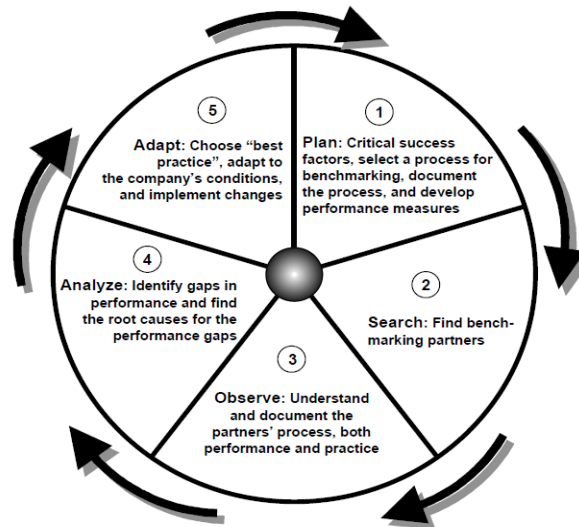 1
Plan: Critical success
factors, select a process for
benchmarking, document
the process, and develop
performance measures
2
Search: Find bench-
marking partners
3
Observe: Understand
and document the
partners' process, both
performance and practice
4
Analyze: Identify gaps in
performance and find
the root causes for the
performance gaps
5
Adapt: Choose “best
practice”, adapt to
the company's conditions,
and implement changes